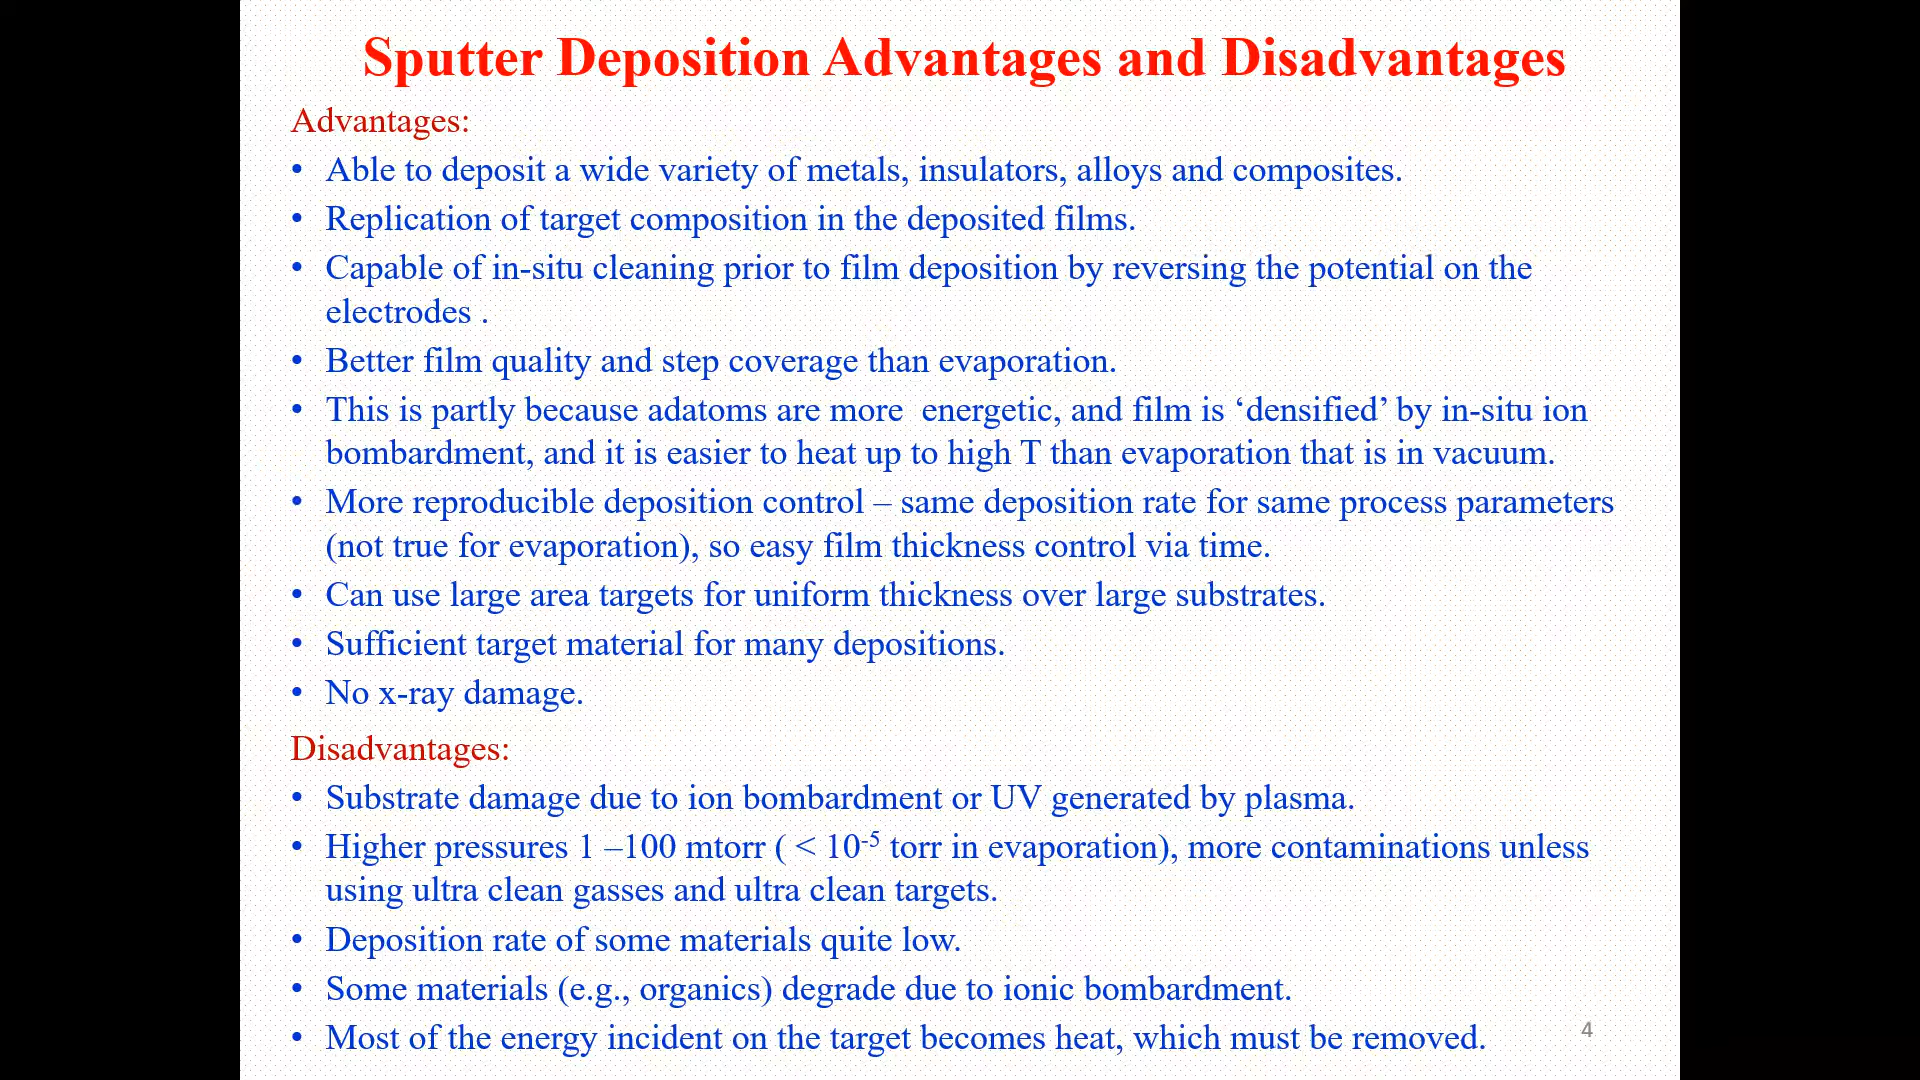 Sputter Deposition Advantages and Disadvantages
Advantages:
• Able to deposit a wide variety of metals, insulators, alloys and composites.
• Replication of target composition in the deposited films.
• Capable of in-situ cleaning prior to film deposition by reversing the potential on the
electrodes .
• Better film quality and step coverage than evaporation.
• This is partly because adatoms are more  energetic, and film is ‘densified’ by in-situ ion
bombardment, and it is easier to heat up to high T than evaporation that is in vacuum.
• More reproducible deposition control – same deposition rate for same process parameters
(not true for evaporation), so easy film thickness control via time.
• Can use large area targets for uniform thickness over large substrates.
• Sufficient target material for many depositions.
• No x-ray damage.
Disadvantages:
• Substrate damage due to ion bombardment or UV generated by plasma.
• Higher pressures 1 –100 mtorr ( < 10⁻⁵ torr in evaporation), more contaminations unless
using ultra clean gasses and ultra clean targets.
• Deposition rate of some materials quite low.
• Some materials (e.g., organics) degrade due to ionic bombardment.
• Most of the energy incident on the target becomes heat, which must be removed.
4